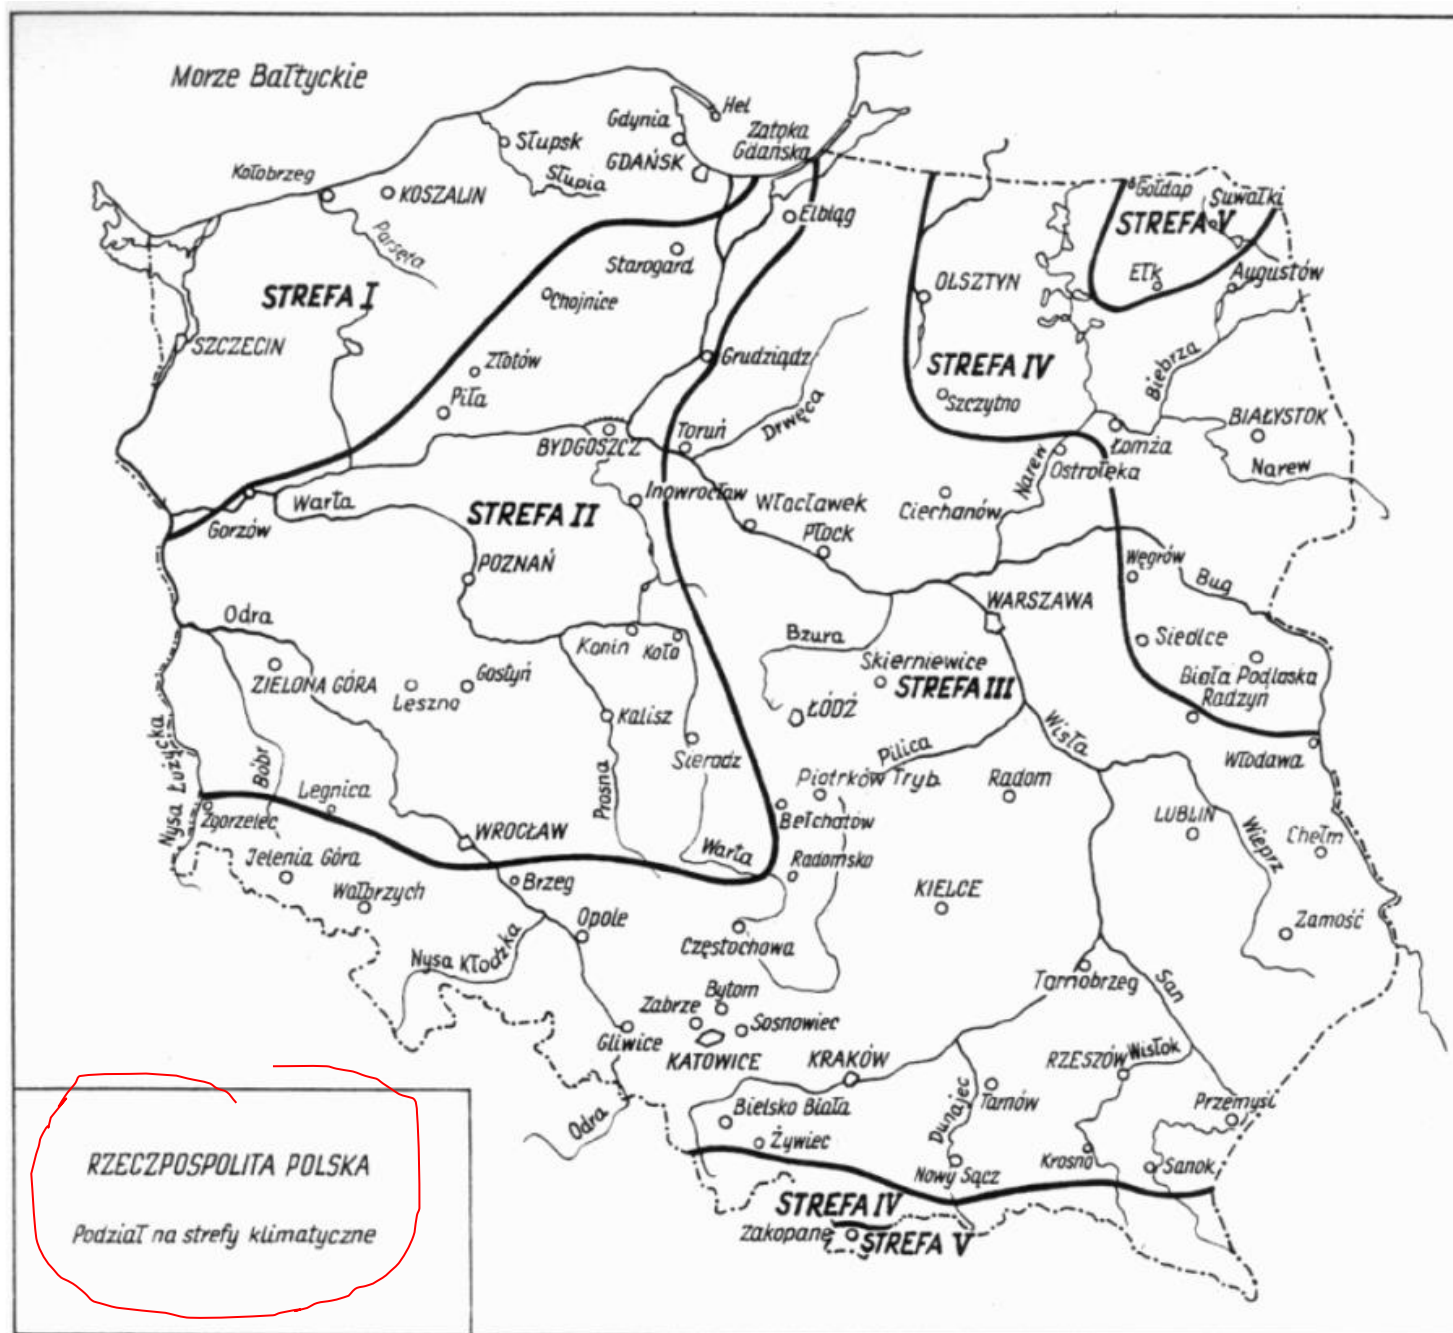 Morze Bałtyckie
Hel
Gdynia
Zatoka
Gdańska
Słupsk
GDAŃSK
Słupia
Kołobrzeg
KOSZALIN
Gołdap
Suwałki
STREFA V
Elbląg
Parsęta
Starogard
Ełk
Augustów
OLSZTYN
STREFA I
Chojnice
SZCZECIN
Grudziądz
Złotów
STREFA IV
Biebrza
Piła
Szczytno
Drwęca
BIAŁYSTOK
Toruń
BYDGOSZCZ
Łomża
Ostrołęka
Narew
Narew
Inowrocław
Warta
Włocławek
Ciechanów
STREFA II
Gorzów
Płock
POZNAŃ
Węgrów
Bug
WARSZAWA
Odra
Bzura
Siedlce
Konin
Koło
Skierniewice
Biała Podlaska
ZIELONA GÓRA
Gostyń
Leszno
STREFA III
Radzyń
Kalisz
ŁÓDŹ
Wisła
Pilica
Włodawa
Nysa Łużycka
Bóbr
Sieradz
Prosna
Legnica
Piotrków Tryb.
Radom
Zgorzelec
Bełchatów
LUBLIN
WROCŁAW
Wieprz
Chełm
Warta
Radomsko
Jelenia Góra
Wałbrzych
Brzeg
KIELCE
Opole
Zamość
Częstochowa
Nysa Kłodzka
Tarnobrzeg
San
Bytom
Zabrze
Sosnowiec
Gliwice
KATOWICE
KRAKÓW
RZESZÓW
Wisłok
Odra
Bielsko Biała
Dunajec
Tarnów
Przemyśl
Żywiec
Nowy Sącz
Krosno
Sanok
STREFA IV
Zakopane
STREFA V
RZECZPOSPOLITA POLSKA
Podział na strefy klimatyczne